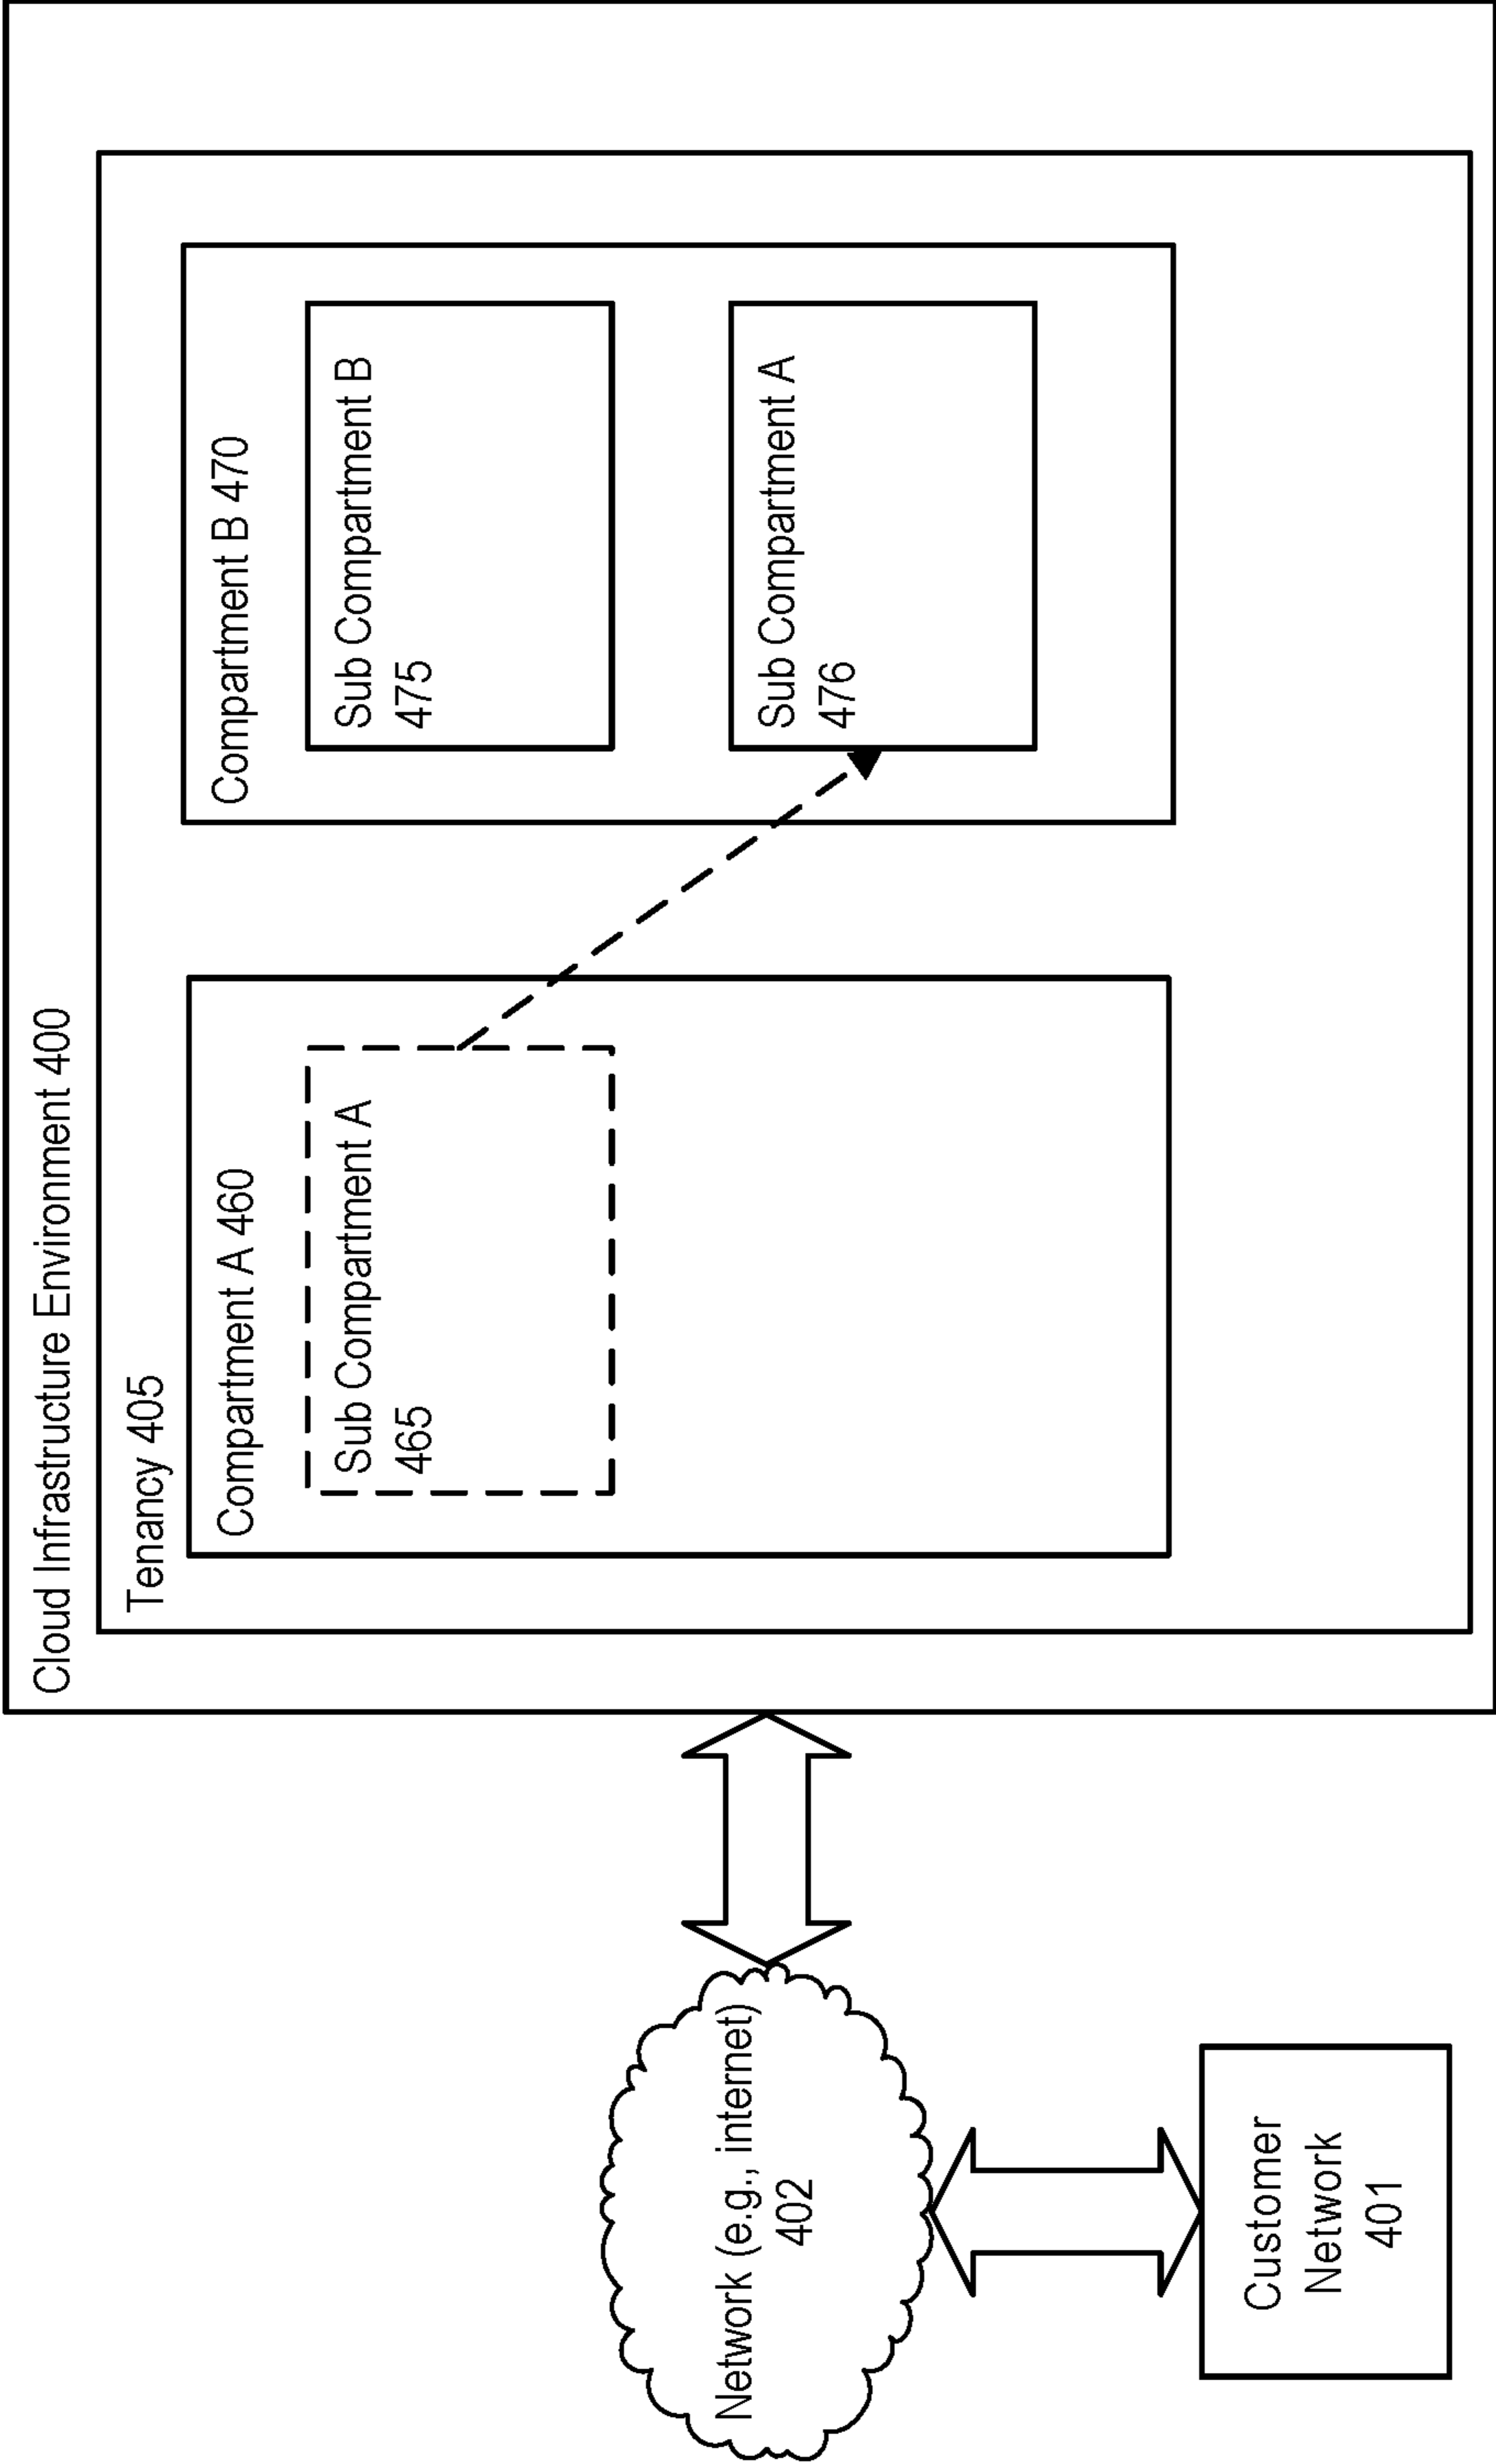 Cloud Infrastructure Environment 400
Tenancy 405
Compartment A 460
Sub Compartment A
465
Compartment B 470
Sub Compartment B
475
Sub Compartment A
476
Network (e.g., internet)
402
Customer
Network
401